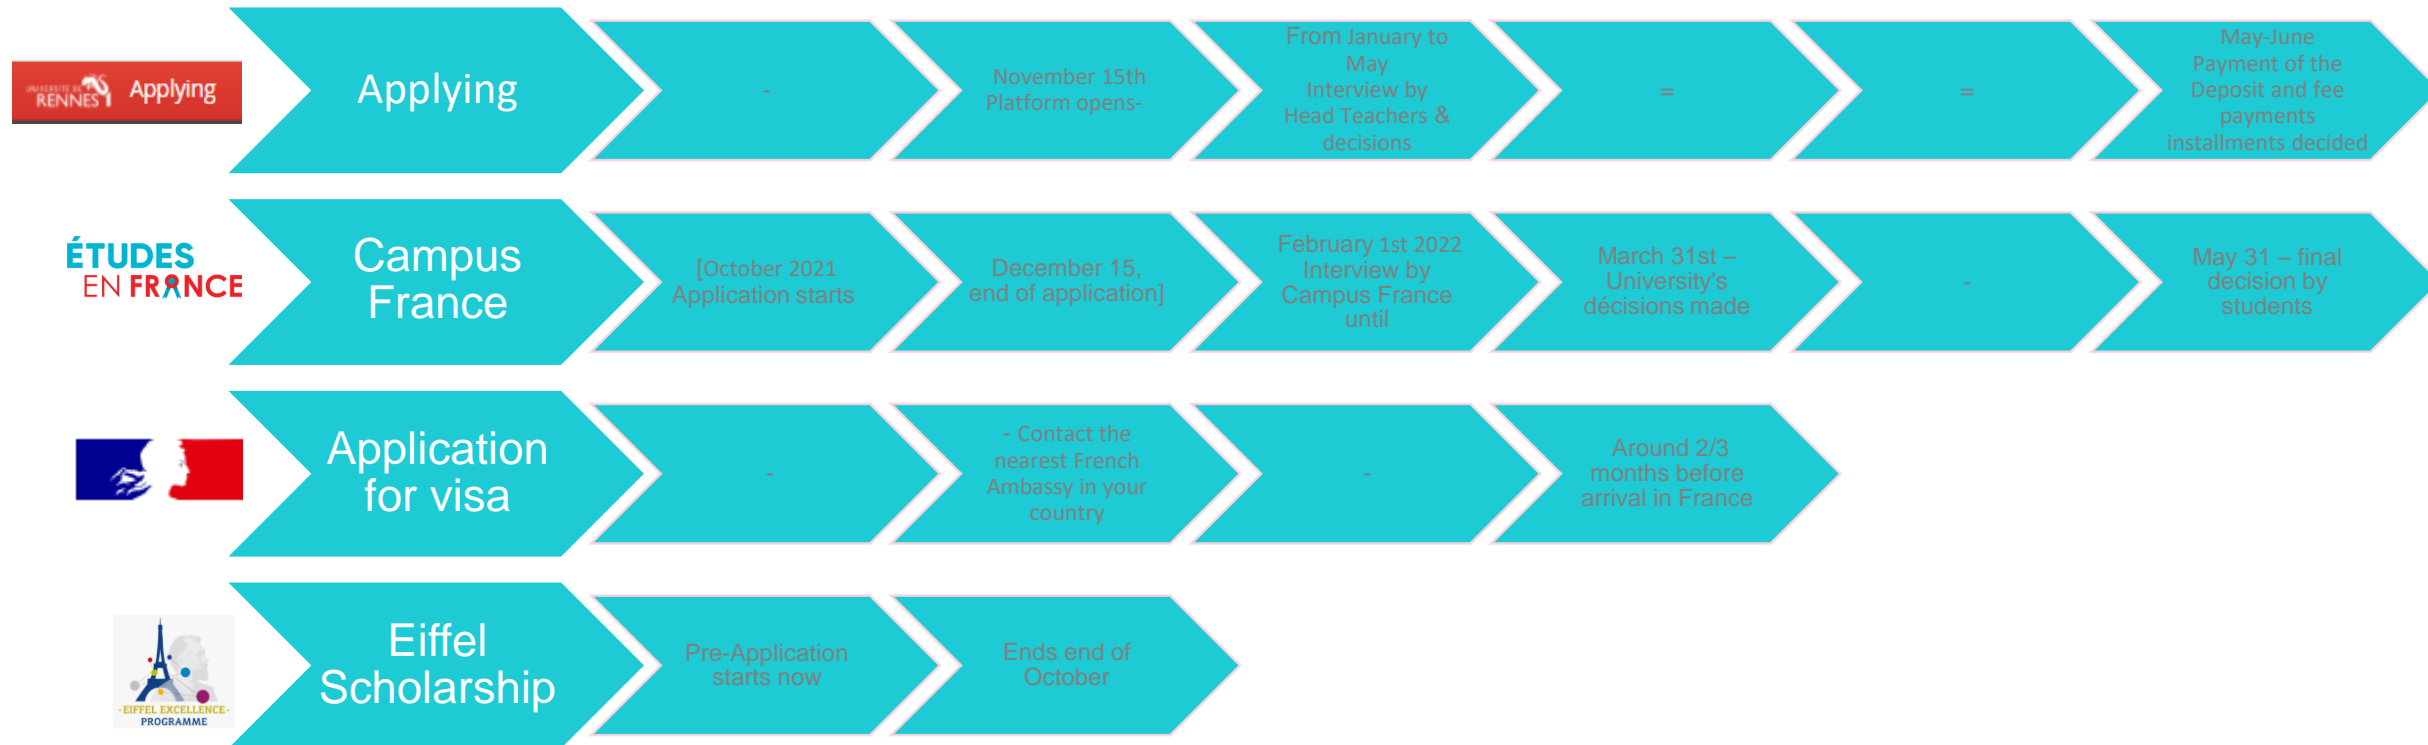 UNIVERSITÉ DE
RENNES 1
Applying
Applying
-
November 15th
Platform opens-
From January to
May
Interview by
Head Teachers &
decisions
=
=
May-June
Payment of the
Deposit and fee
payments
installments decided
ÉTUDES
EN FRANCE
Campus
France
[October 2021
Application starts
December 15,
end of application]
February 1st 2022
Interview by
Campus France
until
March 31st –
University's
décisions made
-
May 31 – final
decision by
students
Application
for visa
-
- Contact the
nearest French
Ambassy in your
country
-
Around 2/3
months before
arrival in France
·EIFFEL EXCELLENCE·
PROGRAMME
Eiffel
Scholarship
Pre-Application
starts now
Ends end of
October